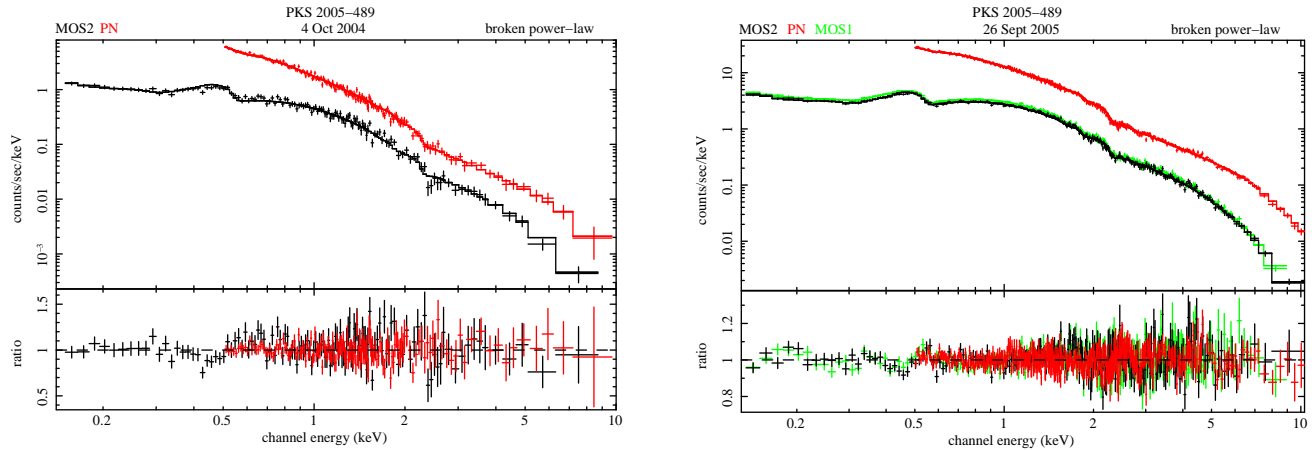 PKS 2005−489
MOS2 PN 4 Oct 2004 broken power−law
counts/sec/keV
1
0.1
0.01
10−3
ratio
1.5
1
0.5
0.2 0.5 1 2 5 10
channel energy (keV)
PKS 2005−489
MOS2 PN MOS1 26 Sept 2005 broken power−law
counts/sec/keV
10
1
0.1
0.01
ratio
1.2
1.0
0.8
0.2 0.5 1 2 5 10
channel energy (keV)